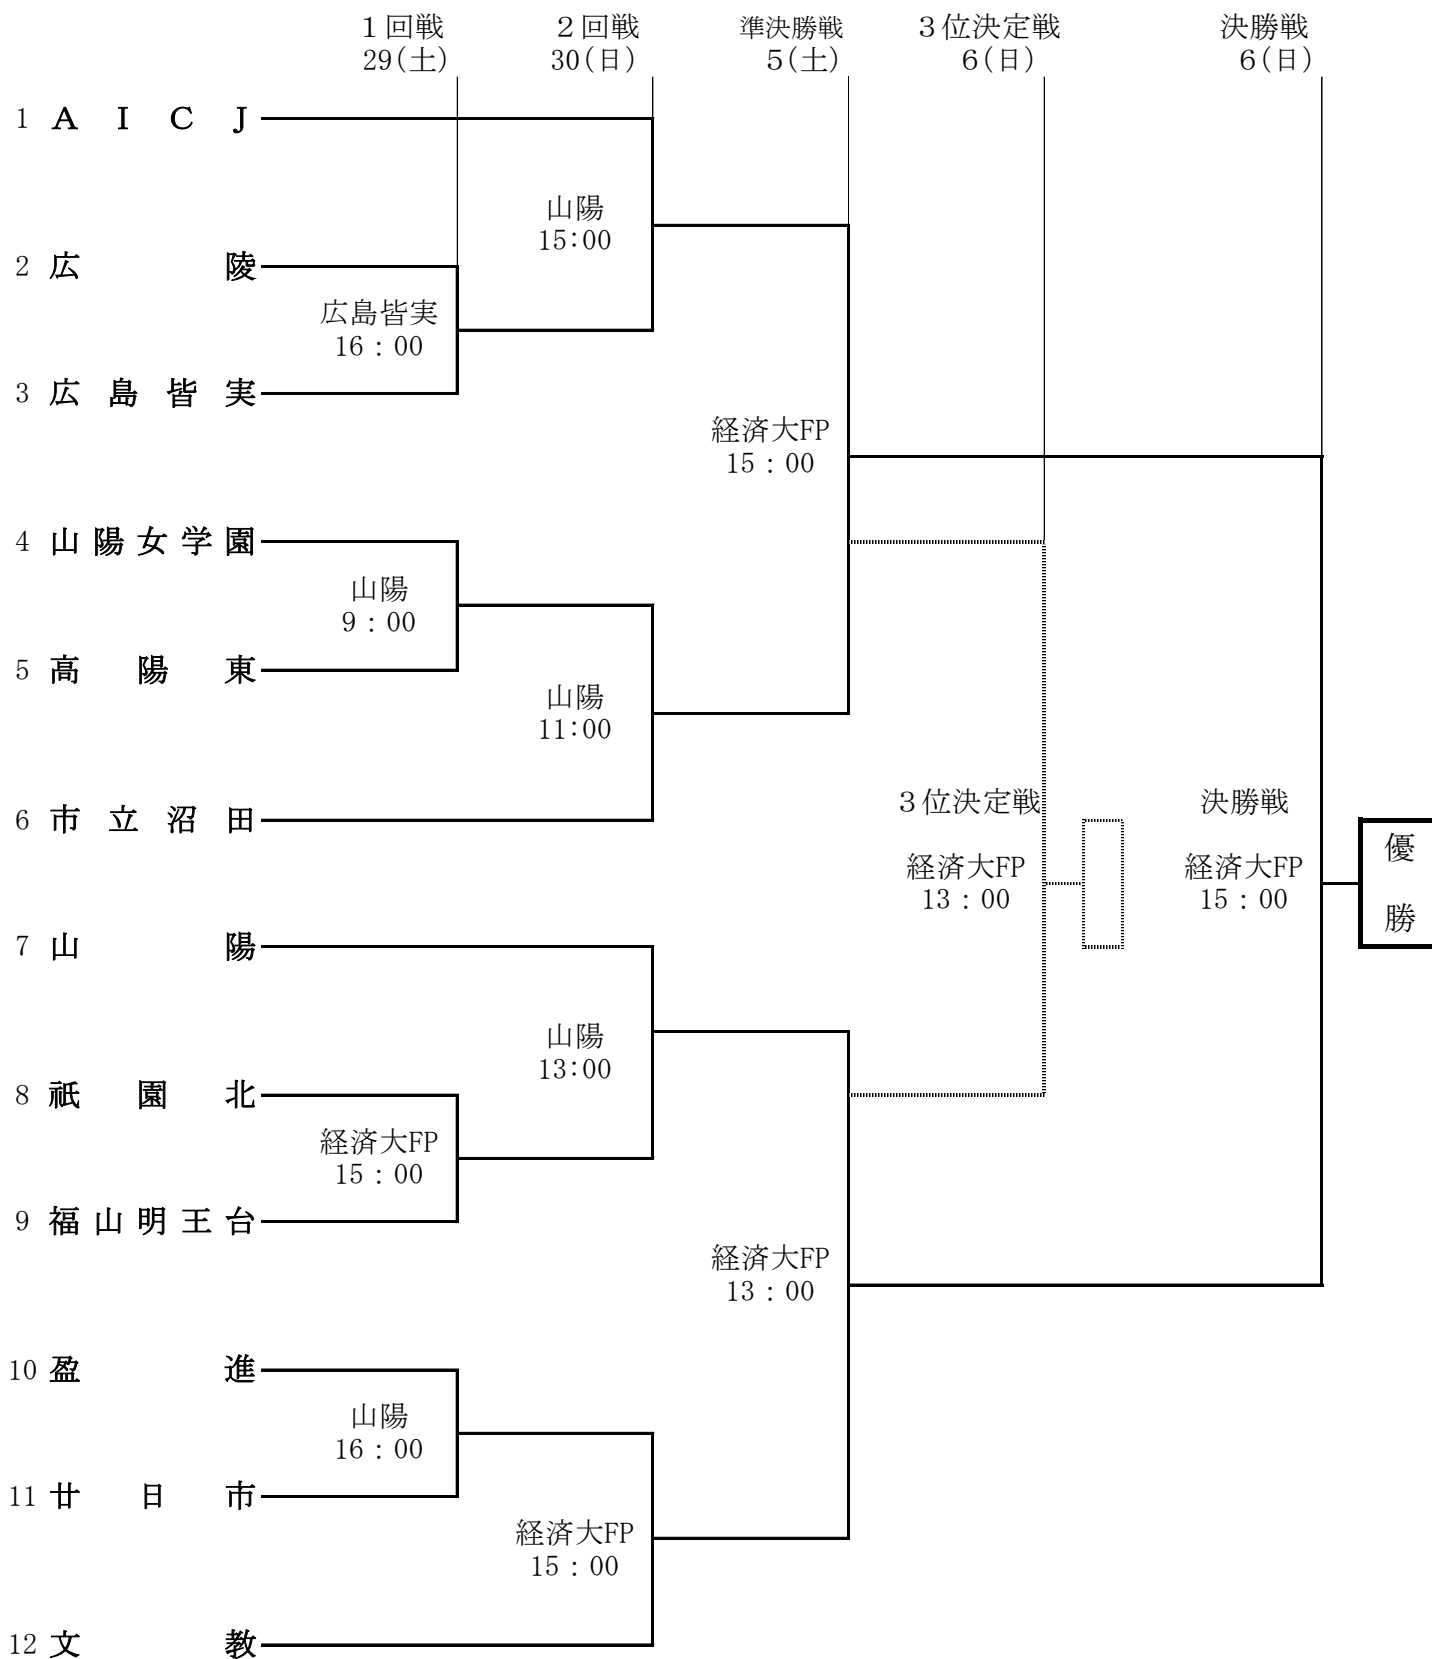 １回戦 ２回戦 準決勝戦 ３位決定戦 決勝戦
29(土) 30(日) 5(土) 6(日) 6(日)
1 ＡＩＣＪ
山陽
15:00
2 広陵
広島皆実
16：00
3 広島皆実
経済大FP
15：00
4 山陽女学園
山陽
9：00
5 高陽東
山陽
11:00
6 市立沼田
３位決定戦
経済大FP
13：00
決勝戦
経済大FP
15：00
優勝
7 山陽
山陽
13:00
8 祇園北
経済大FP
15：00
9 福山明王台
経済大FP
13：00
10 盈進
山陽
16：00
11 廿日市
経済大FP
15：00
12 文教